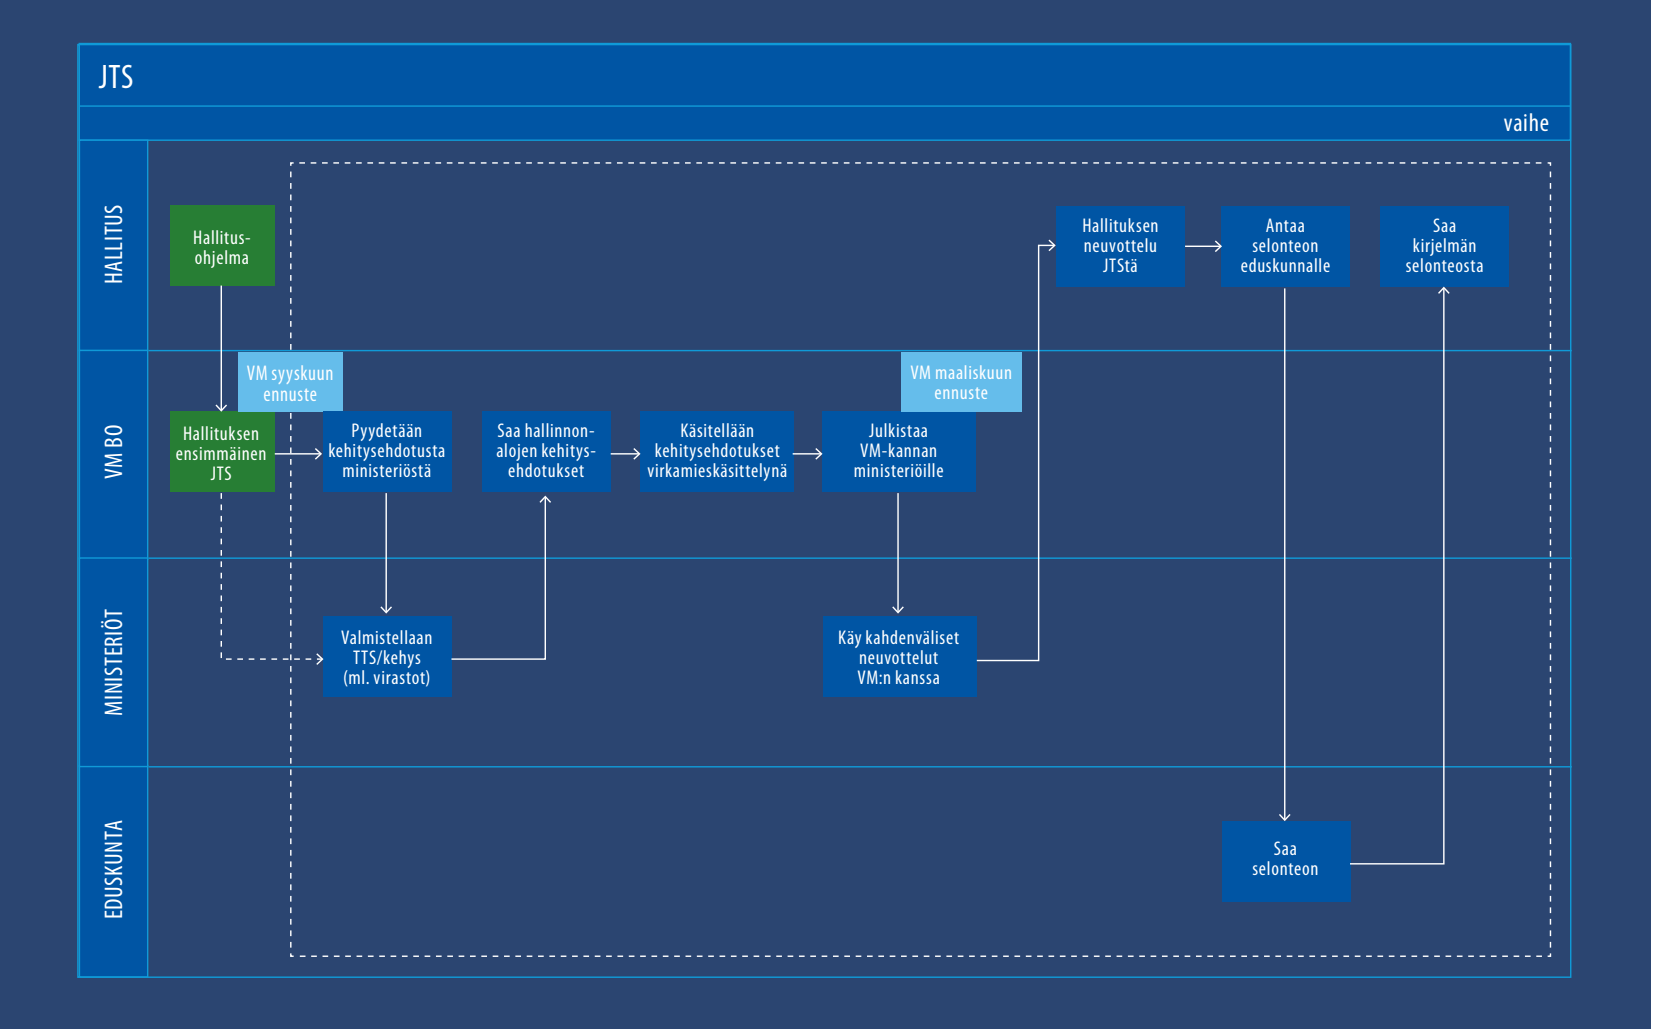 JTS
vaihe
HALLITUS
Hallitus-
ohjelma
Hallituksen
neuvottelu
JTStä
Antaa
selonteon
eduskunnalle
Saa
kirjelmän
selonteosta
VM BO
VM syyskuun
ennuste
VM maaliskuun
ennuste
Hallituksen
ensimmäinen
JTS
Pyydetään
kehitysehdotusta
ministeriöstä
Saa hallinnon-
alojen kehitys-
ehdotukset
Käsitellään
kehitysehdotukset
virkamieskäsittelynä
Julkistaa
VM-kannan
ministeriöille
MINISTERIÖT
Valmistellaan
TTS/kehys
(ml. virastot)
Käy kahdenväliset
neuvottelut
VM:n kanssa
EDUSKUNTA
Saa
selonteon